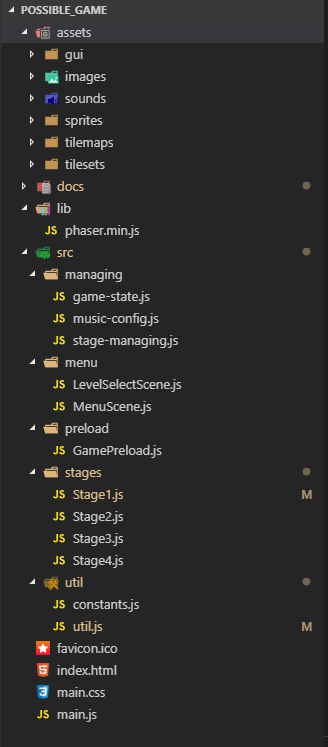 POSSIBLE_GAME
assets
gui
images
sounds
sprites
tilemaps
tilesets
docs
lib
JS phaser.min.js
src
managing
JS game-state.js
JS music-config.js
JS stage-managing.js
menu
JS LevelSelectScene.js
JS MenuScene.js
preload
JS GamePreload.js
stages
JS Stage1.js M
JS Stage2.js
JS Stage3.js
JS Stage4.js
util
JS constants.js
JS util.js M
favicon.ico
index.html
main.css
JS main.js